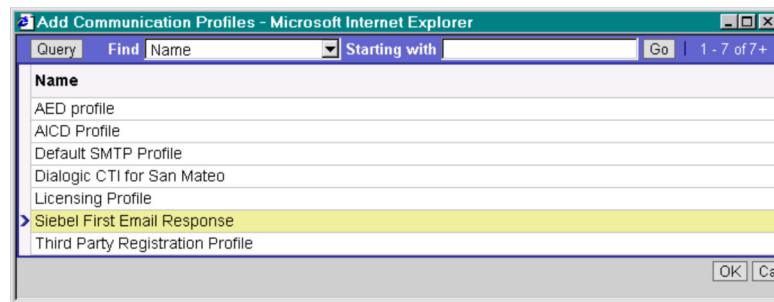 Add Communication Profiles - Microsoft Internet Explorer
Query Find Name Starting with Go | 1 - 7 of 7+
Name
AED profile
AICD Profile
Default SMTP Profile
Dialogic CTI for San Mateo
Licensing Profile
Siebel First Email Response
Third Party Registration Profile
OK Ca